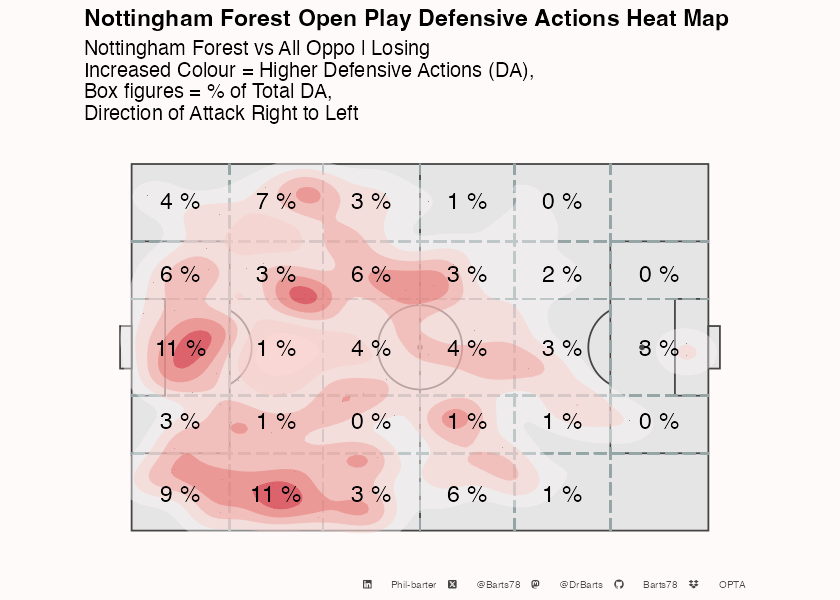 Nottingham Forest Open Play Defensive Actions Heat Map
Nottingham Forest vs All Oppo I Losing
Increased Colour = Higher Defensive Actions (DA),
Box figures = % of Total DA,
Direction of Attack Right to Left
4 % 7 % 3 % 1 % 0 %
6 % 3 % 6 % 3 % 2 % 0 %
11 % 1 % 4 % 4 % 3 % 3 %
3 % 1 % 0 % 1 % 1 % 0 %
9 % 11 % 3 % 6 % 1 %
Phil-barter @Barts78 @DrBarts Barts78 OPTA